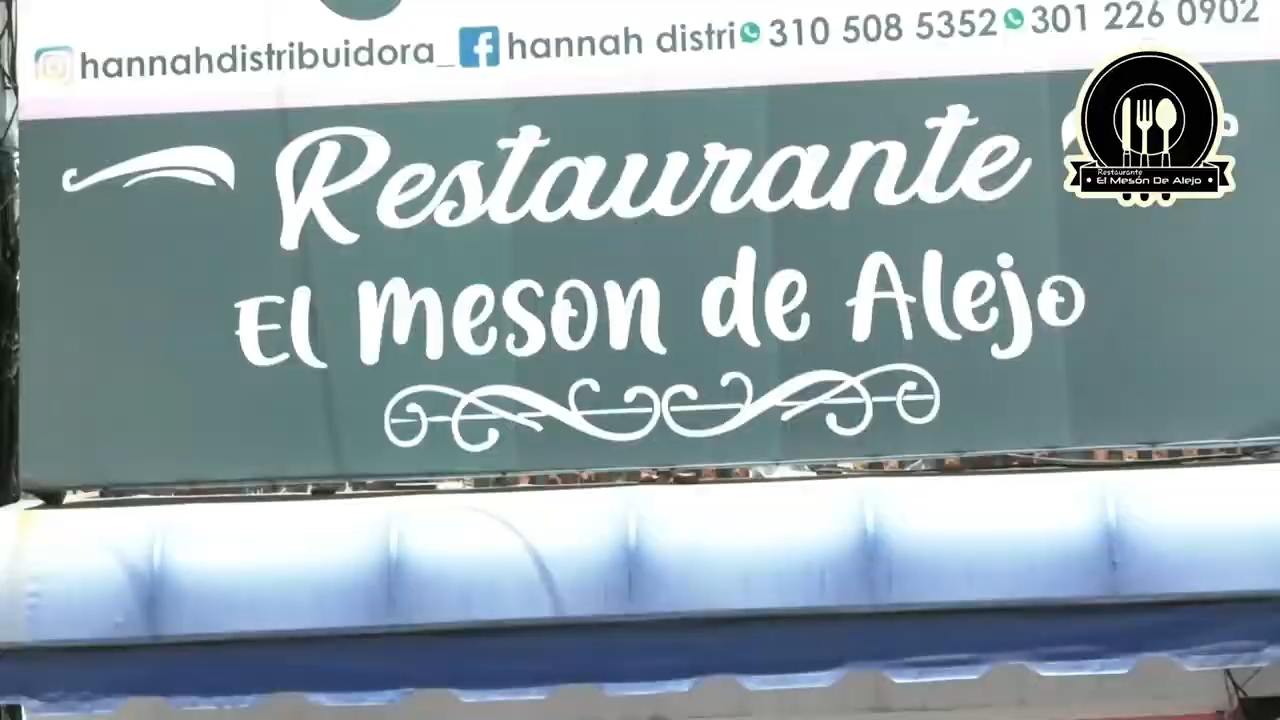 hannahdistribuidora_ hannah distri 310 508 5352 301 226 0902
Restaurante
El meson de Alejo
Restaurante
• El Mesón De Alejo •